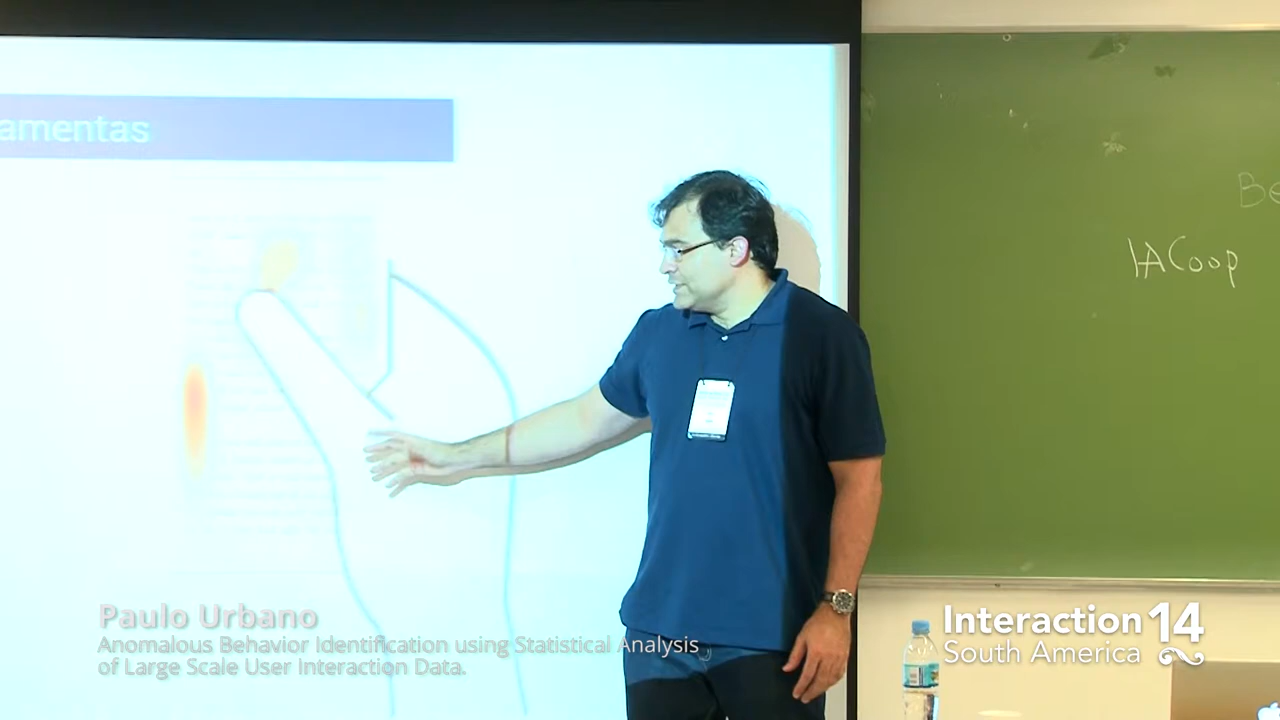 amentas
Be
IACoop
Paulo Urbano
Anomalous Behavior Identification using Statistical Analysis
of Large Scale User Interaction Data.
Interaction 14
South America